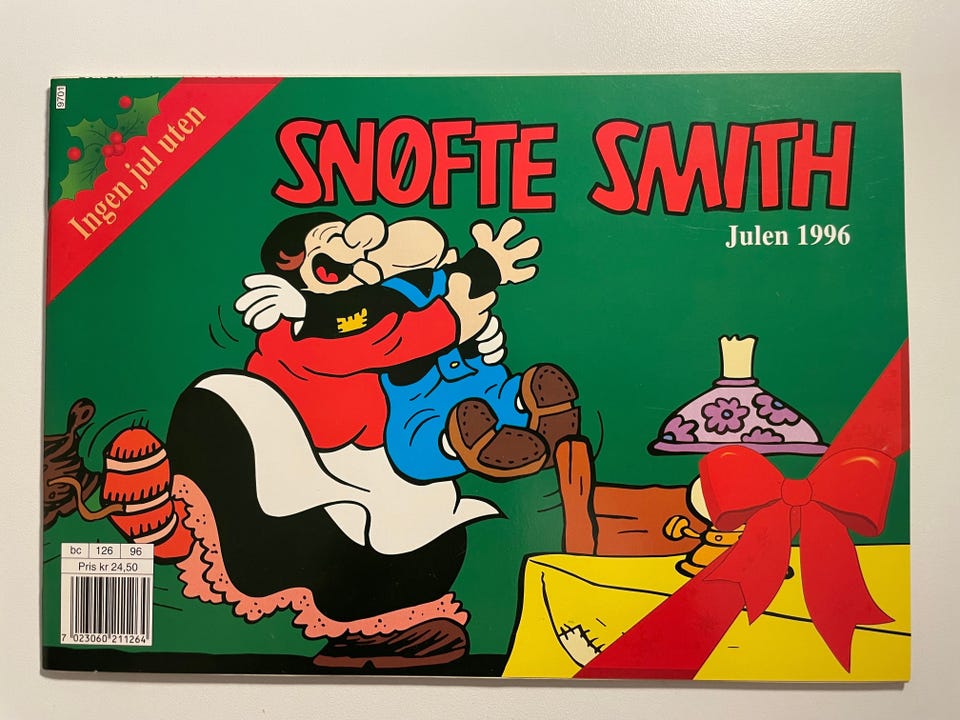 9701
Ingen jul uten
SNØFTE SMITH
Julen 1996
bc 126 96
Pris kr 24,50
7 023060 211264